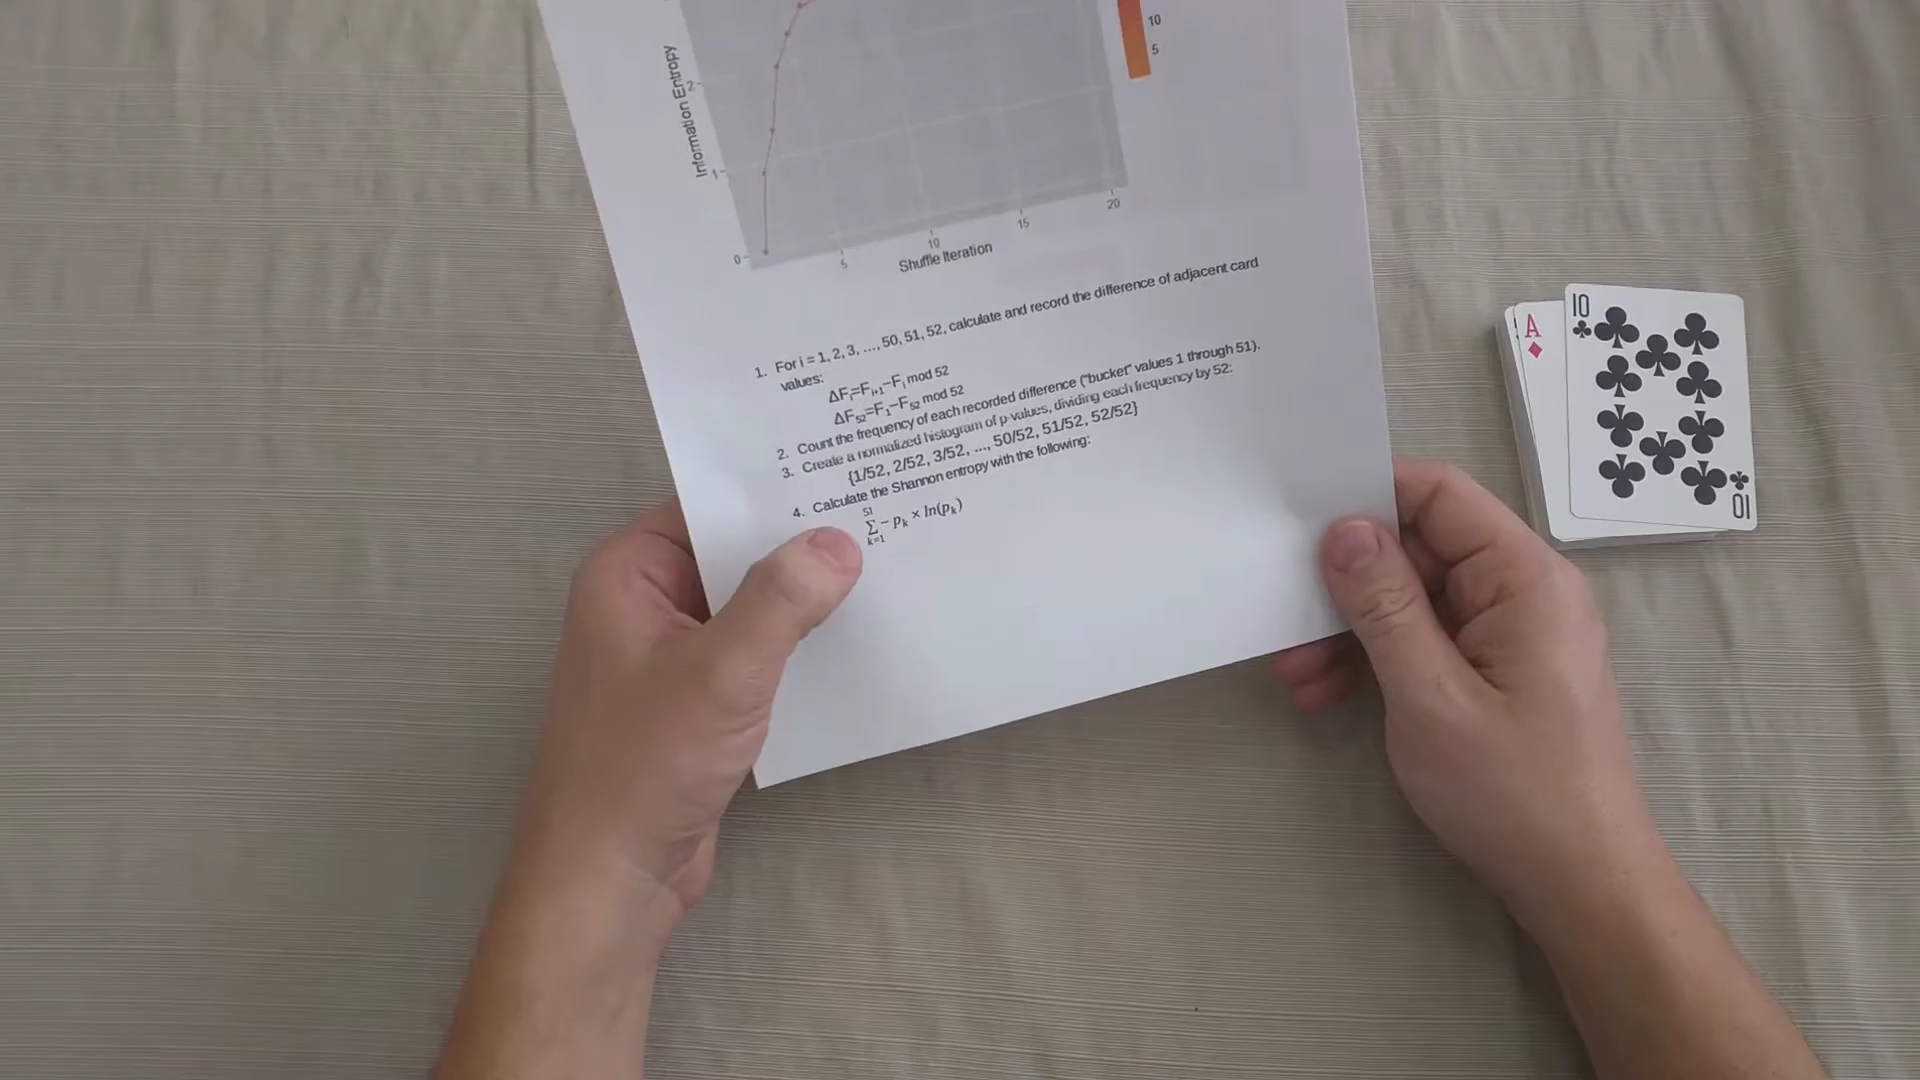 10
5
Information Entropy
2
1
0
5
10
15
20
Shuffle Iteration
1. For i = 1, 2, 3, ..., 50, 51, 52, calculate and record the difference of adjacent card
values:
ΔFᵢ=Fᵢ₊₁−Fᵢ mod 52
ΔF₅₂=F₁−F₅₂ mod 52
2. Count the frequency of each recorded difference ("bucket" values 1 through 51).
3. Create a normalized histogram of p-values, dividing each frequency by 52:
{1/52, 2/52, 3/52, ..., 50/52, 51/52, 52/52}
4. Calculate the Shannon entropy with the following:
51
∑ − pₖ × ln(pₖ)
k=1
A
10
10